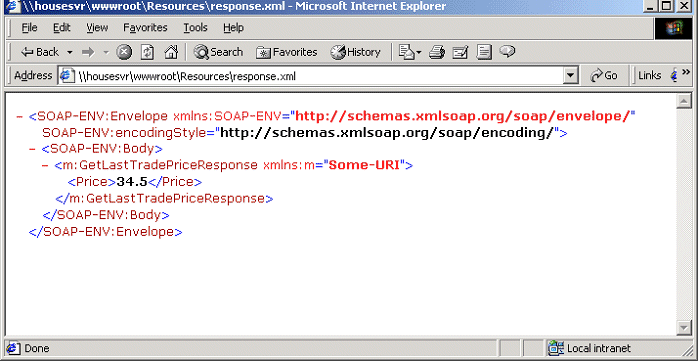 \\housesvr\wwwroot\Resources\response.xml - Microsoft Internet Explorer
File Edit View Favorites Tools Help
Back Search Favorites History
Address \\housesvr\wwwroot\Resources\response.xml Go Links »
- <SOAP-ENV:Envelope xmlns:SOAP-ENV="http://schemas.xmlsoap.org/soap/envelope/"
SOAP-ENV:encodingStyle="http://schemas.xmlsoap.org/soap/encoding/">
- <SOAP-ENV:Body>
- <m:GetLastTradePriceResponse xmlns:m="Some-URI">
<Price>34.5</Price>
</m:GetLastTradePriceResponse>
</SOAP-ENV:Body>
</SOAP-ENV:Envelope>
Done Local intranet